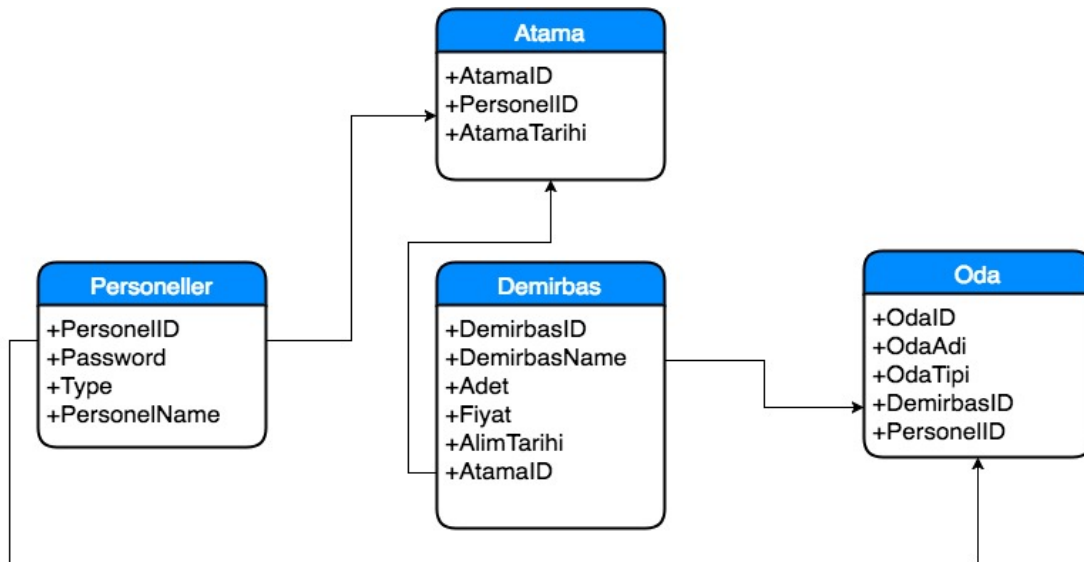 Atama
+AtamaID
+PersonelID
+AtamaTarihi
Personeller
+PersonelID
+Password
+Type
+PersonelName
Demirbas
+DemirbasID
+DemirbasName
+Adet
+Fiyat
+AlimTarihi
+AtamaID
Oda
+OdaID
+OdaAdi
+OdaTipi
+DemirbasID
+PersonelID